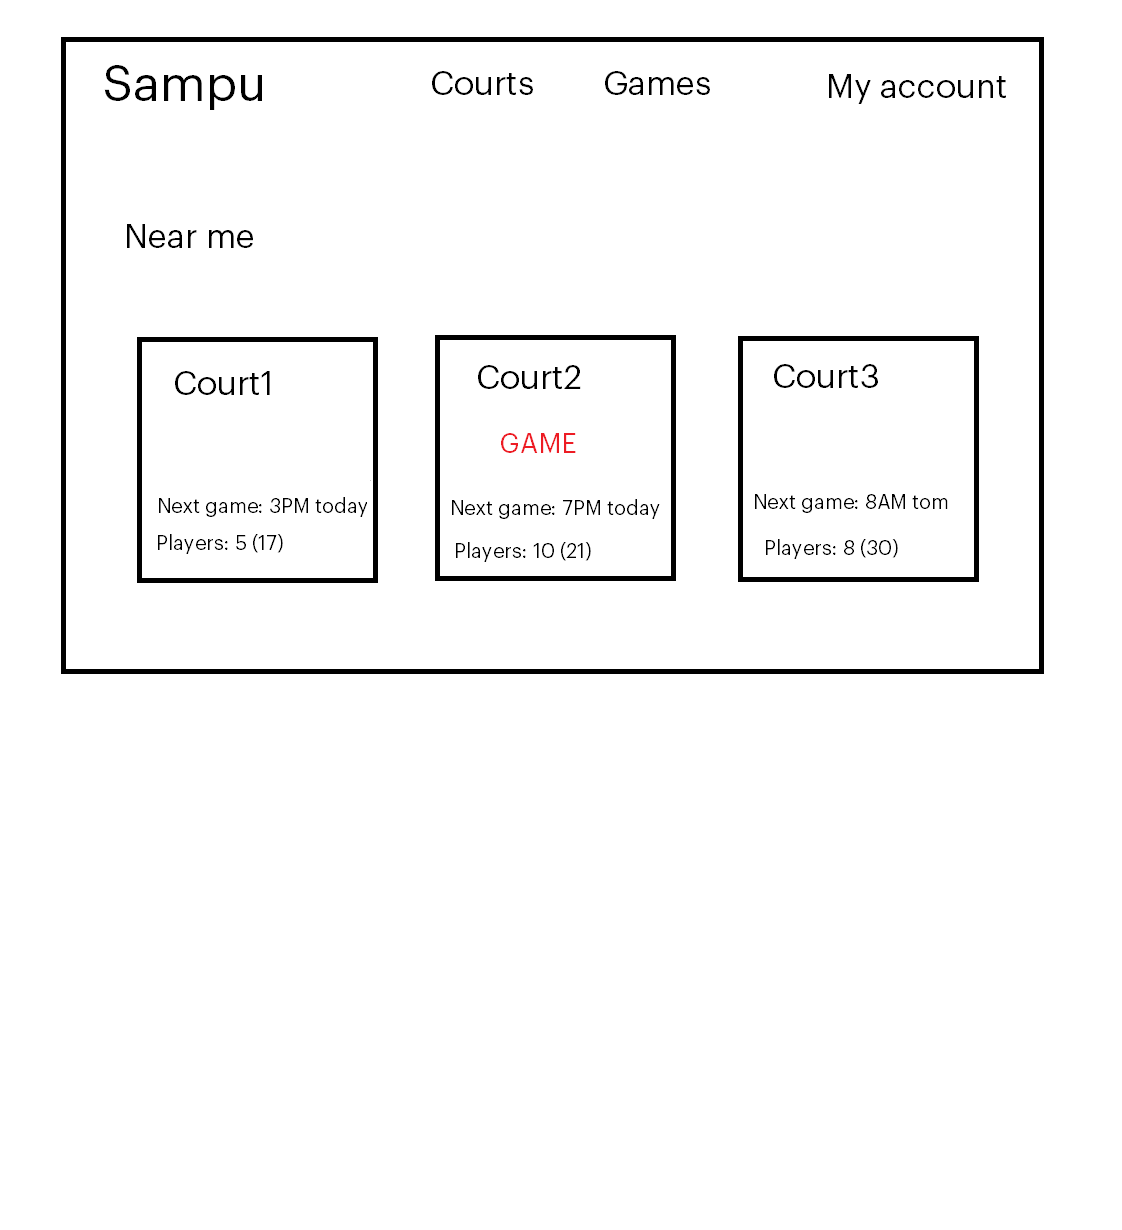 Sampu
Courts
Games
My account
Near me
Court1
Next game: 3PM today
Players: 5 (17)
Court2
GAME
Next game: 7PM today
Players: 10 (21)
Court3
Next game: 8AM tom
Players: 8 (30)